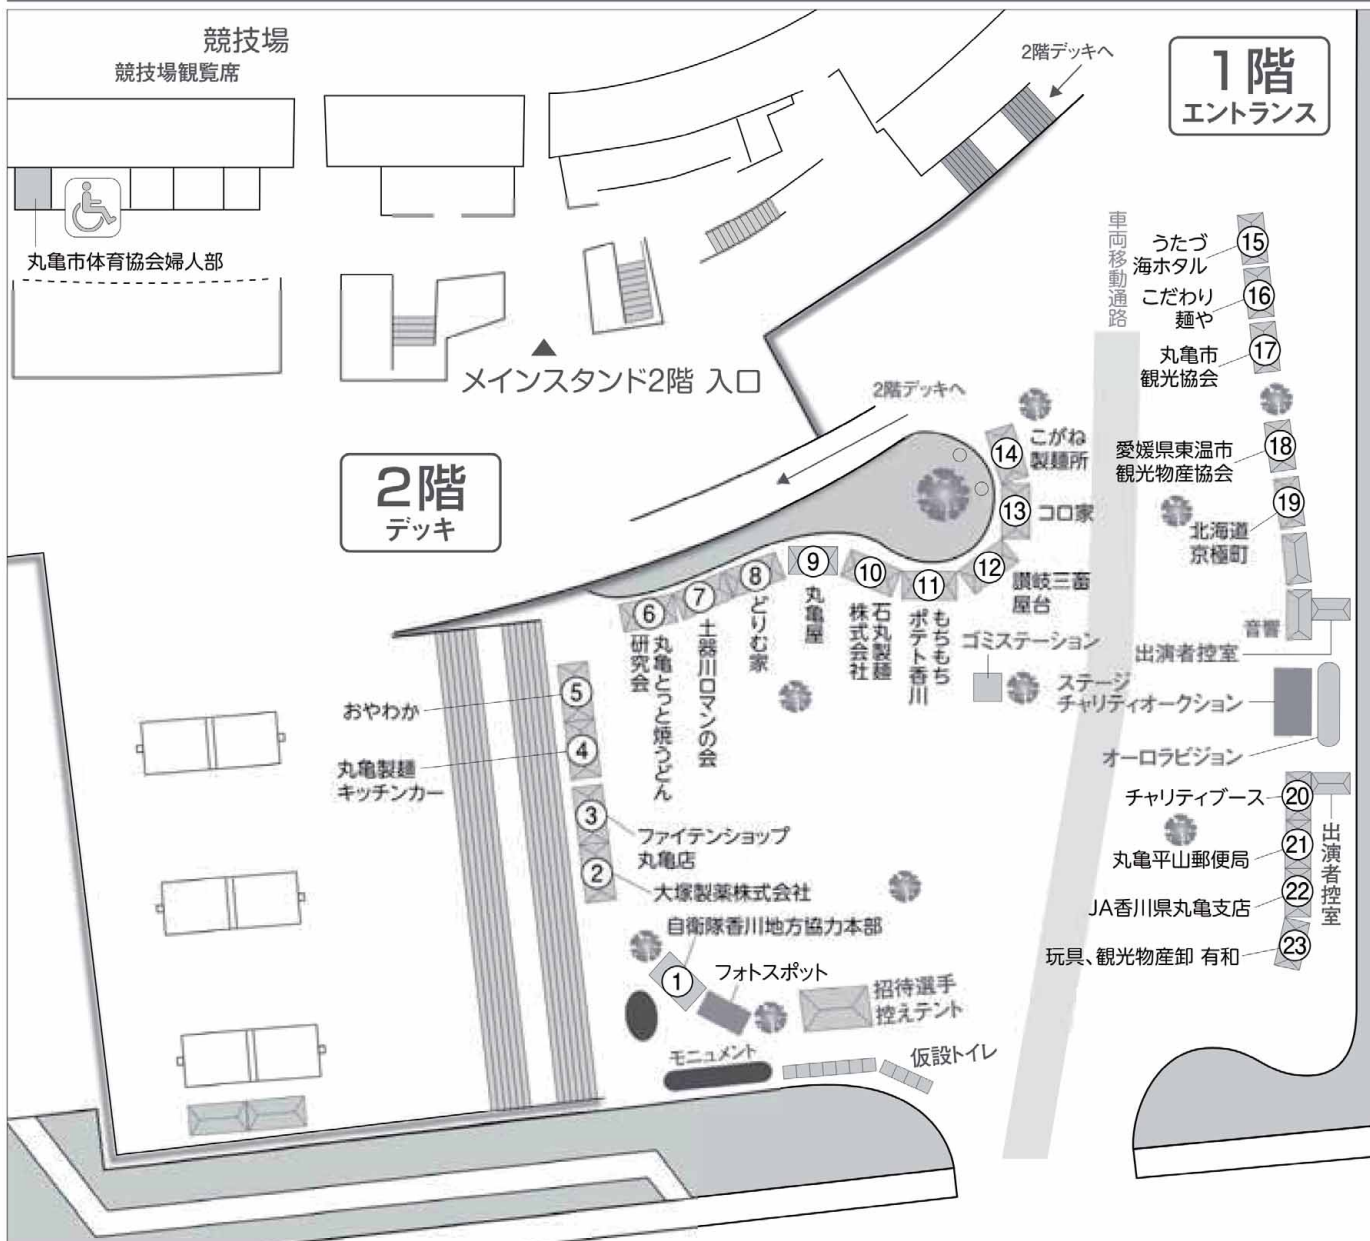 競技場
競技場観覧席
2階デッキへ
1階
エントランス
丸亀市体育協会婦人部
車両移動通路
うたづ
海ホタル
⑮
こだわり
麺や
⑯
丸亀市
観光協会
⑰
メインスタンド2階 入口
2階デッキへ
こがね
製麺所
⑭
愛媛県東温市
観光物産協会
⑱
2階
デッキ
コロ家
⑬
北海道
京極町
⑲
讃岐三畜
屋台
⑫
もちもち
ポテト香川
⑪
石丸製麺
株式会社
⑩
丸亀屋
⑨
どりむ家
⑧
土器川ロマンの会
⑦
丸亀とっと焼うどん
研究会
⑥
ゴミステーション
音響
出演者控室
ステージ
チャリティオークション
オーロラビジョン
おやわか
⑤
丸亀製麺
キッチンカー
④
ファイテンショップ
丸亀店
③
大塚製薬株式会社
②
チャリティブース
⑳
丸亀平山郵便局
㉑
JA香川県丸亀支店
㉒
玩具、観光物産卸 有和
㉓
出演者控室
自衛隊香川地方協力本部
①
フォトスポット
招待選手
控えテント
モニュメント
仮設トイレ